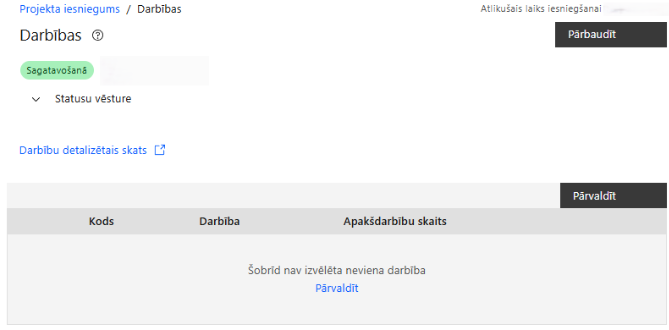 Projekta iesniegums / Darbības
Atlikušais laiks iesniegšanai
Darbības
Pārbaudīt
Sagatavošanā
Statusu vēsture
Darbību detalizētais skats
Pārvaldīt
Kods Darbība Apakšdarbību skaits
Šobrīd nav izvēlēta neviena darbība
Pārvaldīt